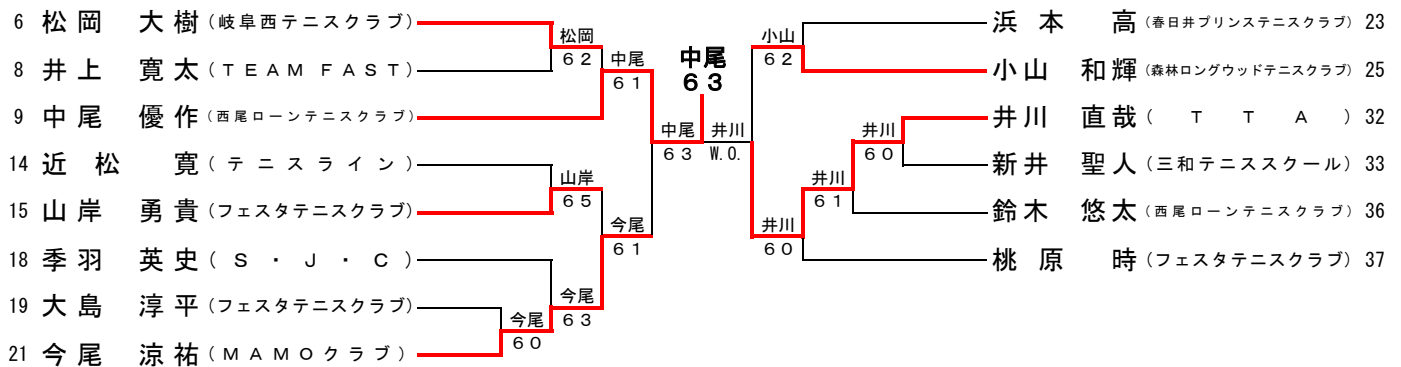 6 松岡 大樹(岐阜西テニスクラブ)
8 井上 寛太(TEAM FAST)
9 中尾 優作(西尾ローンテニスクラブ)
14 近松 寛(テニスライン)
15 山岸 勇貴(フェスタテニスクラブ)
18 季羽 英史(S・J・C)
19 大島 淳平(フェスタテニスクラブ)
21 今尾 涼祐(MAMOクラブ)
松岡
62
中尾
61
山岸
65
今尾
61
今尾
63
今尾
60
中尾
63
中尾
63
井川
W.O.
小山
62
井川
60
井川
61
井川
60
浜本 高(春日井プリンステニスクラブ) 23
小山 和輝(森林ロングウッドテニスクラブ) 25
井川 直哉(TTA) 32
新井 聖人(三和テニススクール) 33
鈴木 悠太(西尾ローンテニスクラブ) 36
桃原 時(フェスタテニスクラブ) 37